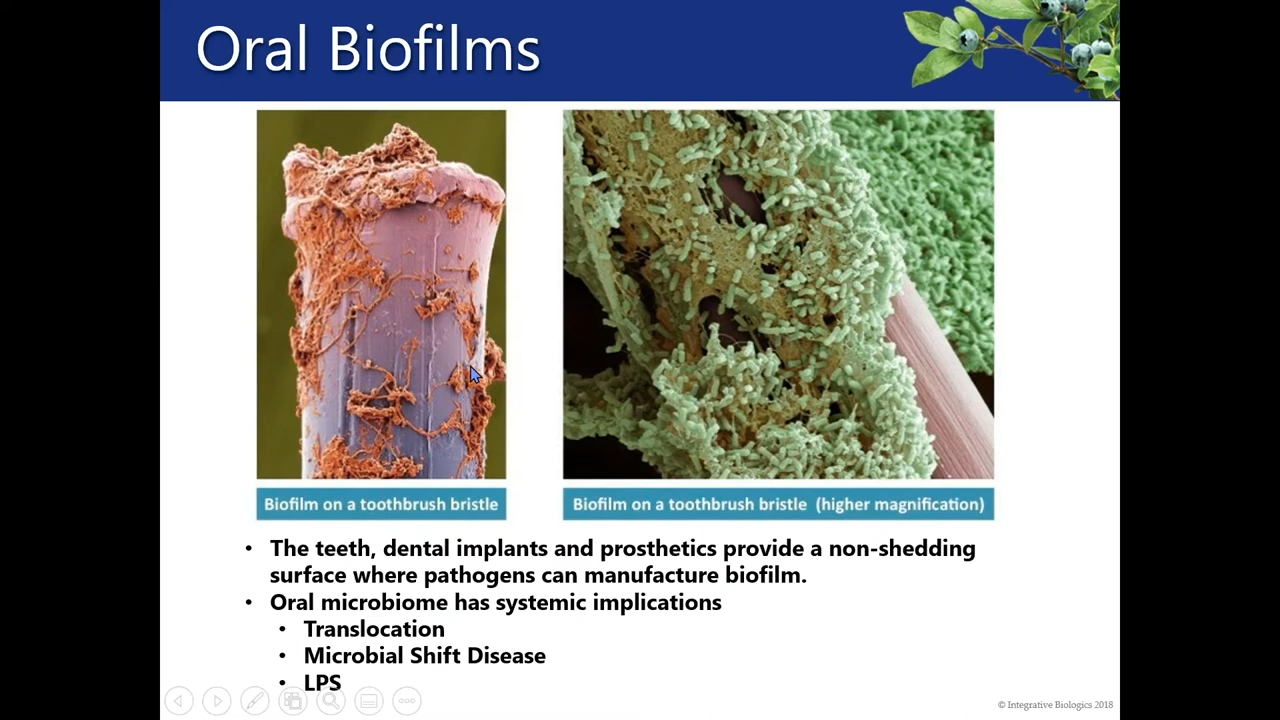 Oral Biofilms
Biofilm on a toothbrush bristle
Biofilm on a toothbrush bristle (higher magnification)
• The teeth, dental implants and prosthetics provide a non-shedding
surface where pathogens can manufacture biofilm.
• Oral microbiome has systemic implications
• Translocation
• Microbial Shift Disease
• LPS
© Integrative Biologics 2018